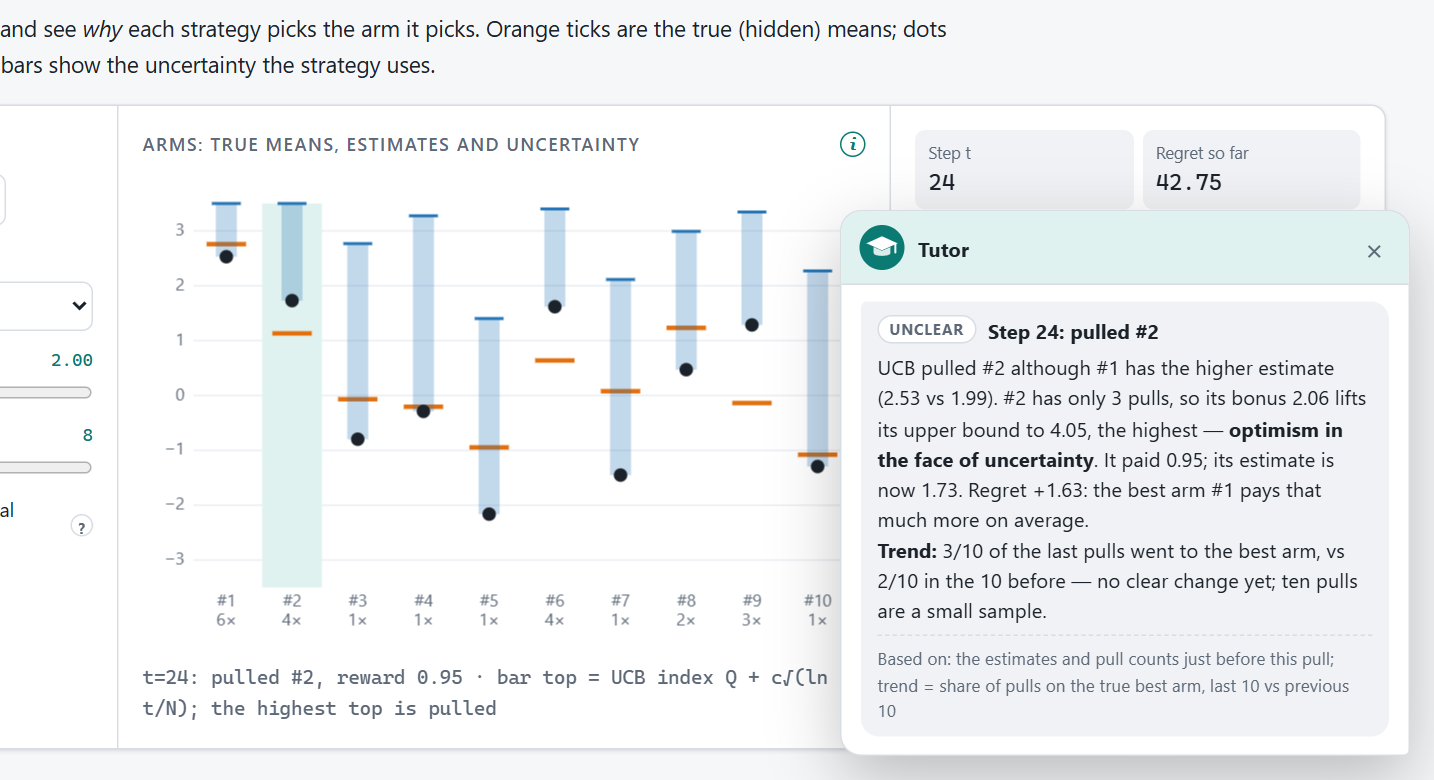 and see why each strategy picks the arm it picks. Orange ticks are the true (hidden) means; dots
bars show the uncertainty the strategy uses.
2.00
8
al
?
ARMS: TRUE MEANS, ESTIMATES AND UNCERTAINTY
i
3
2
1
0
−1
−2
−3
#1 #2 #3 #4 #5 #6 #7 #8 #9 #10
6× 4× 1× 1× 1× 4× 1× 2× 3× 1×
t=24: pulled #2, reward 0.95 · bar top = UCB index Q + c√(ln
t/N); the highest top is pulled
Step t
24
Regret so far
42.75
Tutor
×
UNCLEAR Step 24: pulled #2
UCB pulled #2 although #1 has the higher estimate
(2.53 vs 1.99). #2 has only 3 pulls, so its bonus 2.06 lifts
its upper bound to 4.05, the highest — optimism in
the face of uncertainty. It paid 0.95; its estimate is
now 1.73. Regret +1.63: the best arm #1 pays that
much more on average.
Trend: 3/10 of the last pulls went to the best arm, vs
2/10 in the 10 before — no clear change yet; ten pulls
are a small sample.
Based on: the estimates and pull counts just before this pull;
trend = share of pulls on the true best arm, last 10 vs previous
10